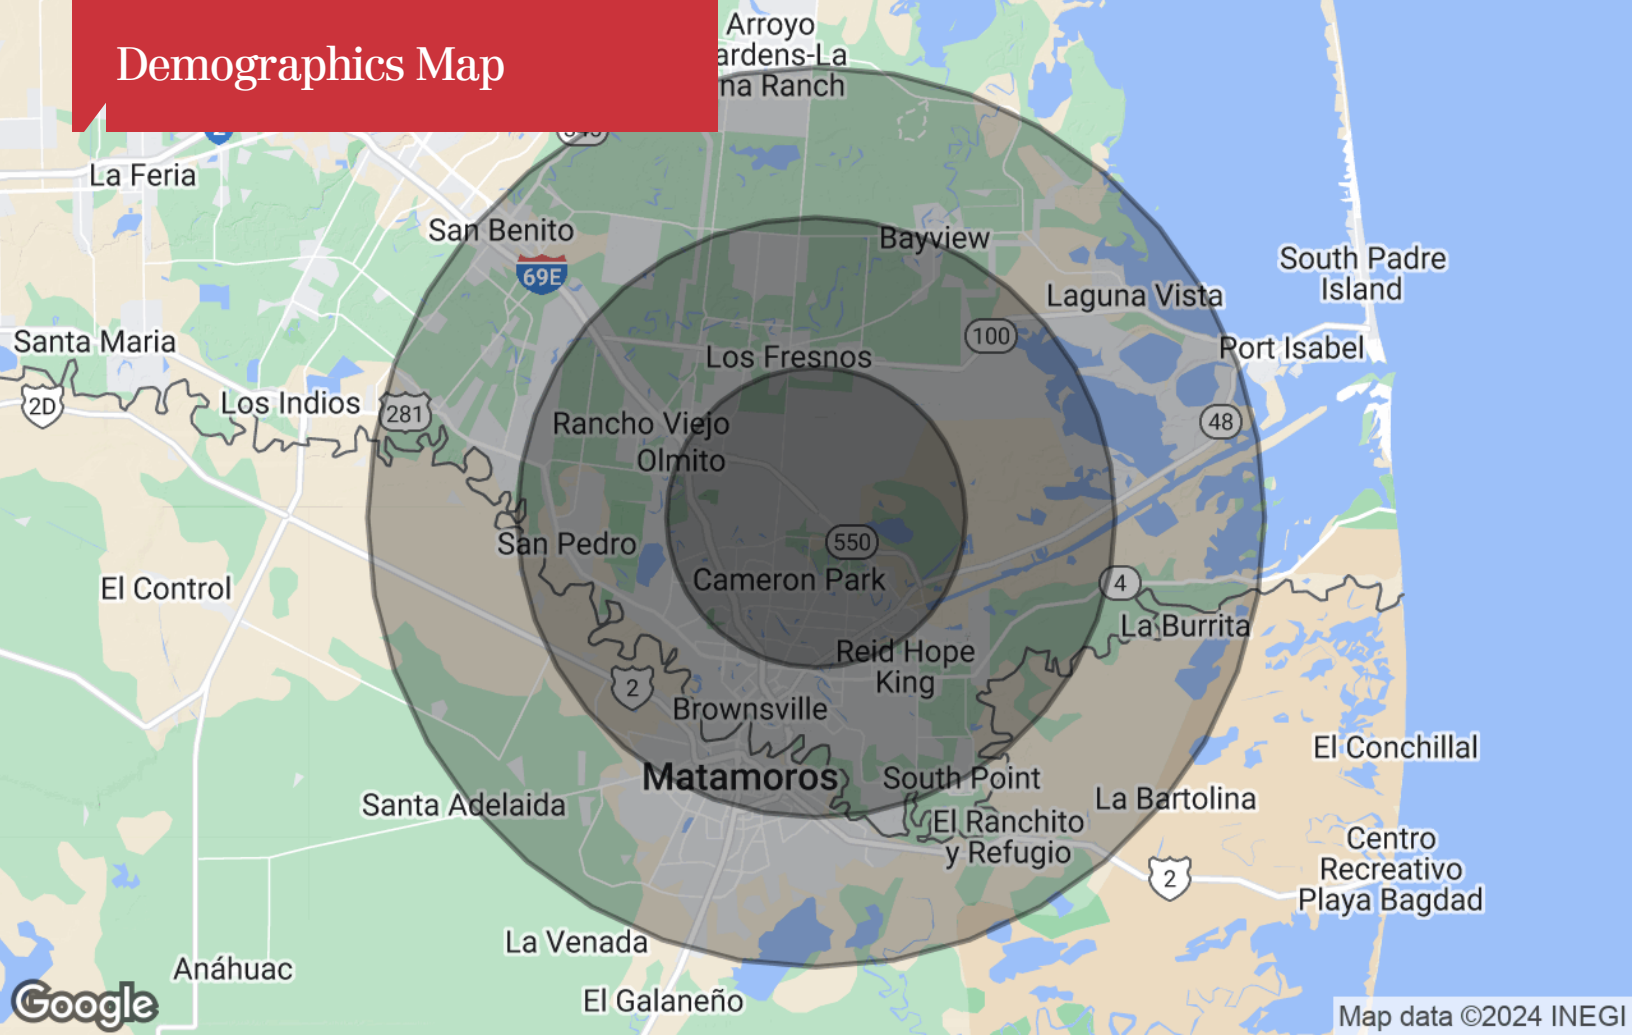 Demographics Map
Arroyo
ardens-La
na Ranch
La Feria
San Benito
69E
Bayview
South Padre
Island
Laguna Vista
Santa Maria
100
Port Isabel
Los Fresnos
2D
Los Indios
281
48
Rancho Viejo
Olmito
San Pedro
550
El Control
Cameron Park
4
La Burrita
Reid Hope
King
2
Brownsville
El Conchillal
Matamoros
South Point
Santa Adelaida
La Bartolina
El Ranchito
y Refugio
Centro
Recreativo
Playa Bagdad
2
La Venada
Anáhuac
El Galaneño
Google
Map data ©2024 INEGI